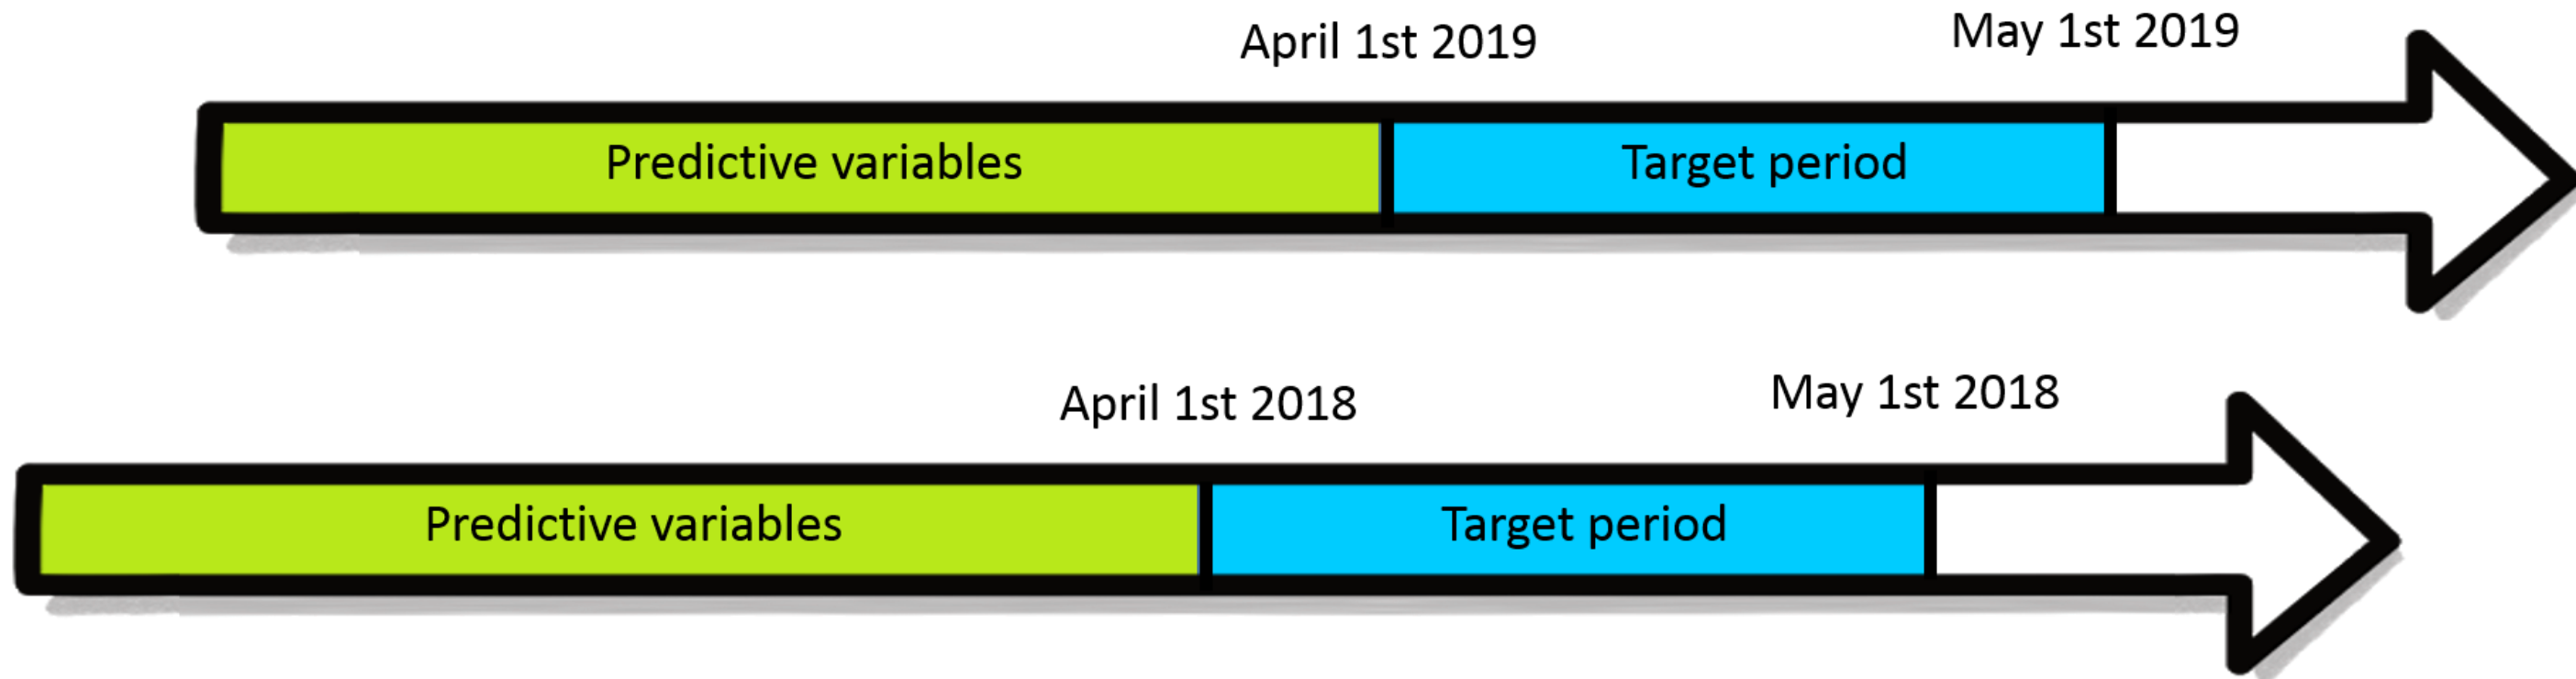 April 1st 2019
May 1st 2019
Predictive variables
Target period
April 1st 2018
May 1st 2018
Predictive variables
Target period